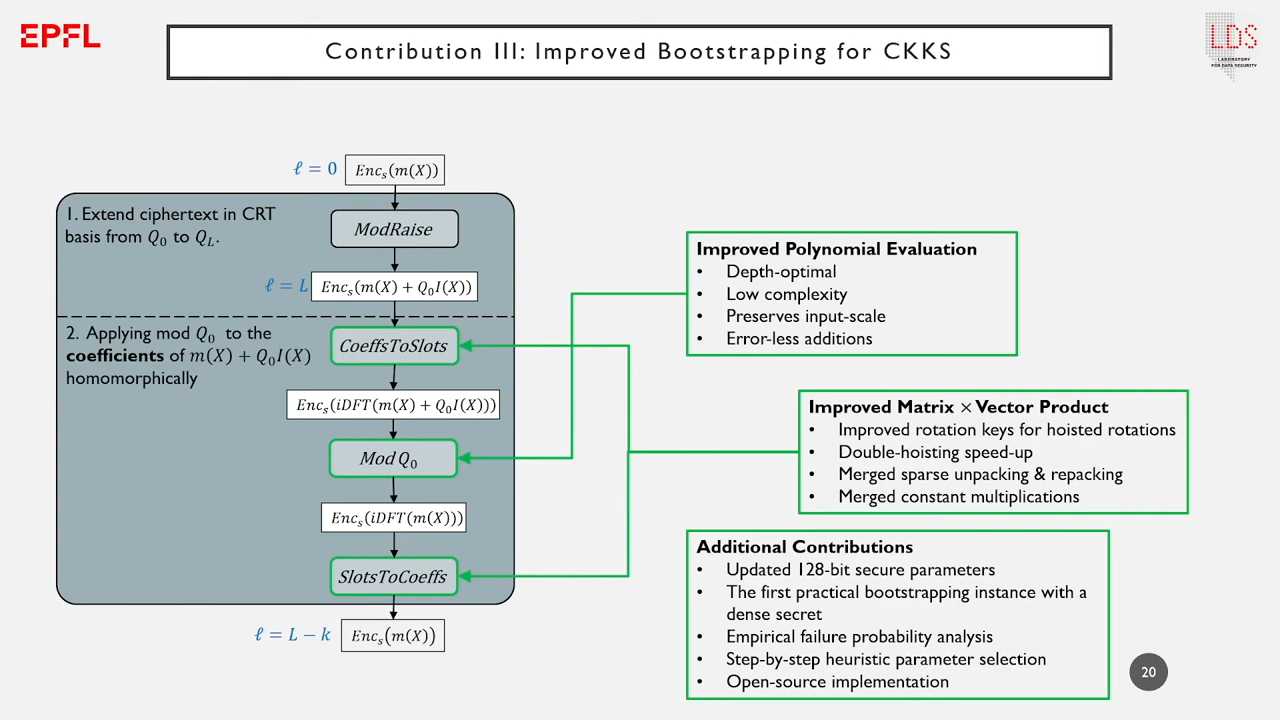 EPFL
Contribution III: Improved Bootstrapping for CKKS
LDS
LABORATORY
FOR DATA SECURITY
ℓ = 0
Enc_s(m(X))
1. Extend ciphertext in CRT
basis from Q_0 to Q_L.
ModRaise
ℓ = L
Enc_s(m(X) + Q_0I(X))
2. Applying mod Q_0 to the
coefficients of m(X) + Q_0I(X)
homomorphically
CoeffsToSlots
Enc_s(iDFT(m(X) + Q_0I(X)))
Mod Q_0
Enc_s(iDFT(m(X)))
SlotsToCoeffs
ℓ = L − k
Enc_s(m(X))
Improved Polynomial Evaluation
• Depth-optimal
• Low complexity
• Preserves input-scale
• Error-less additions
Improved Matrix × Vector Product
• Improved rotation keys for hoisted rotations
• Double-hoisting speed-up
• Merged sparse unpacking & repacking
• Merged constant multiplications
Additional Contributions
• Updated 128-bit secure parameters
• The first practical bootstrapping instance with a
dense secret
• Empirical failure probability analysis
• Step-by-step heuristic parameter selection
• Open-source implementation
20